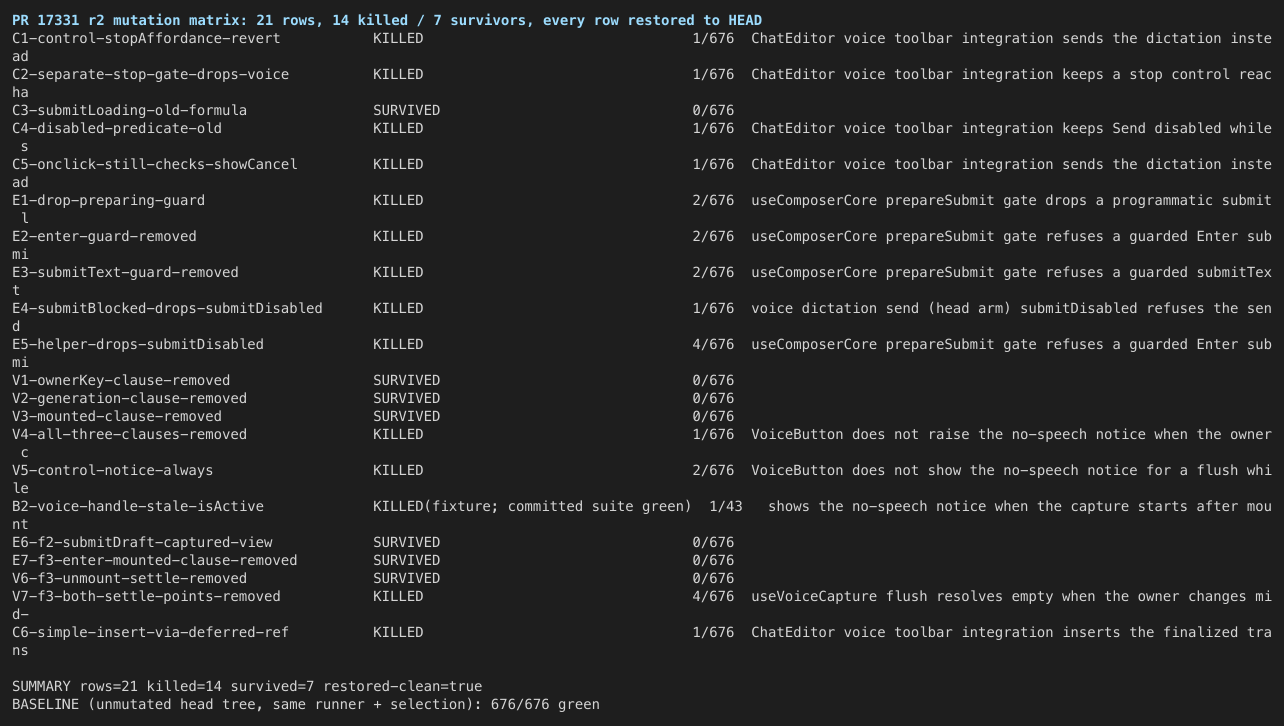 PR 17331 r2 mutation matrix: 21 rows, 14 killed / 7 survivors, every row restored to HEAD
C1-control-stopAffordance-revert KILLED 1/676 ChatEditor voice toolbar integration sends the dictation inste
ad
C2-separate-stop-gate-drops-voice KILLED 1/676 ChatEditor voice toolbar integration keeps a stop control reac
ha
C3-submitLoading-old-formula SURVIVED 0/676
C4-disabled-predicate-old KILLED 1/676 ChatEditor voice toolbar integration keeps Send disabled while
s
C5-onclick-still-checks-showCancel KILLED 1/676 ChatEditor voice toolbar integration sends the dictation inste
ad
E1-drop-preparing-guard KILLED 2/676 useComposerCore prepareSubmit gate drops a programmatic submit
l
E2-enter-guard-removed KILLED 2/676 useComposerCore prepareSubmit gate refuses a guarded Enter sub
mi
E3-submitText-guard-removed KILLED 2/676 useComposerCore prepareSubmit gate refuses a guarded submitTex
t
E4-submitBlocked-drops-submitDisabled KILLED 1/676 voice dictation send (head arm) submitDisabled refuses the sen
d
E5-helper-drops-submitDisabled KILLED 4/676 useComposerCore prepareSubmit gate refuses a guarded Enter sub
mi
V1-ownerKey-clause-removed SURVIVED 0/676
V2-generation-clause-removed SURVIVED 0/676
V3-mounted-clause-removed SURVIVED 0/676
V4-all-three-clauses-removed KILLED 1/676 VoiceButton does not raise the no-speech notice when the owner
c
V5-control-notice-always KILLED 2/676 VoiceButton does not show the no-speech notice for a flush whi
le
B2-voice-handle-stale-isActive KILLED(fixture; committed suite green) 1/43 shows the no-speech notice when the capture starts after mou
nt
E6-f2-submitDraft-captured-view SURVIVED 0/676
E7-f3-enter-mounted-clause-removed SURVIVED 0/676
V6-f3-unmount-settle-removed SURVIVED 0/676
V7-f3-both-settle-points-removed KILLED 4/676 useVoiceCapture flush resolves empty when the owner changes mi
d-
C6-simple-insert-via-deferred-ref KILLED 1/676 ChatEditor voice toolbar integration inserts the finalized tra
ns
SUMMARY rows=21 killed=14 survived=7 restored-clean=true
BASELINE (unmutated head tree, same runner + selection): 676/676 green